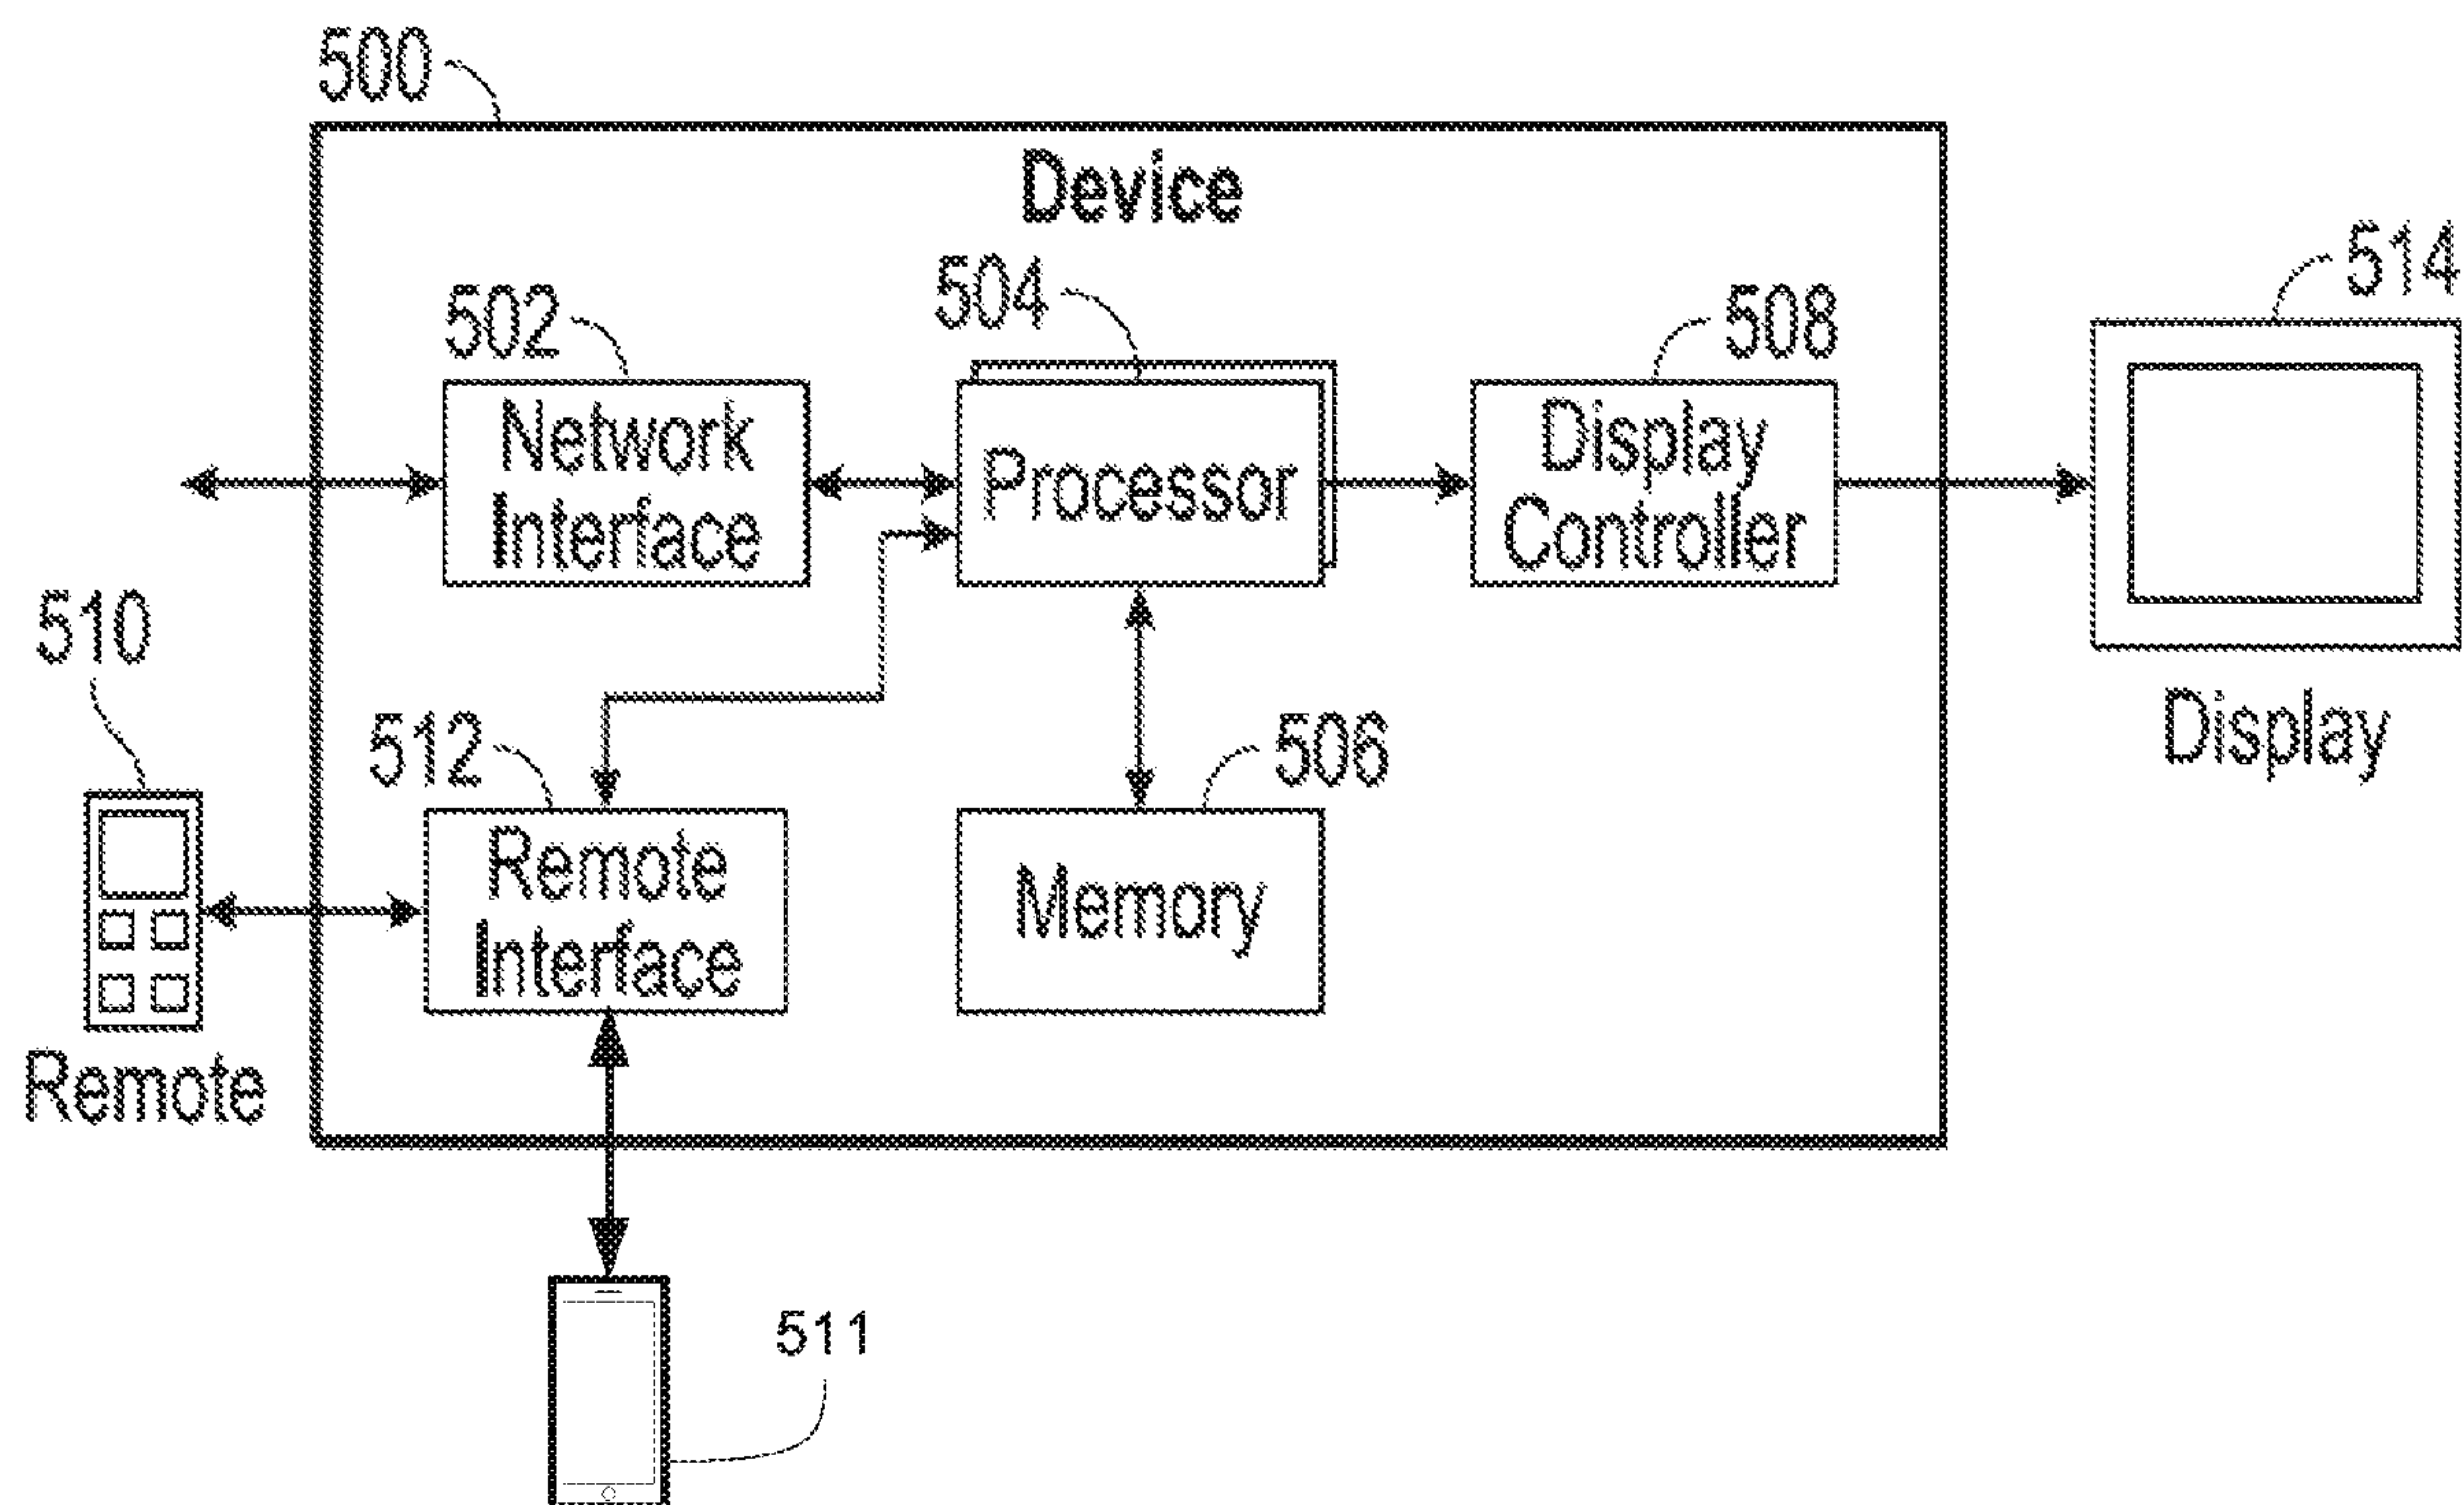 500
Device
504
502
508
514
Network
Interface
Processor
Display
Controller
510
512
506
Display
Remote
Interface
Memory
Remote
511